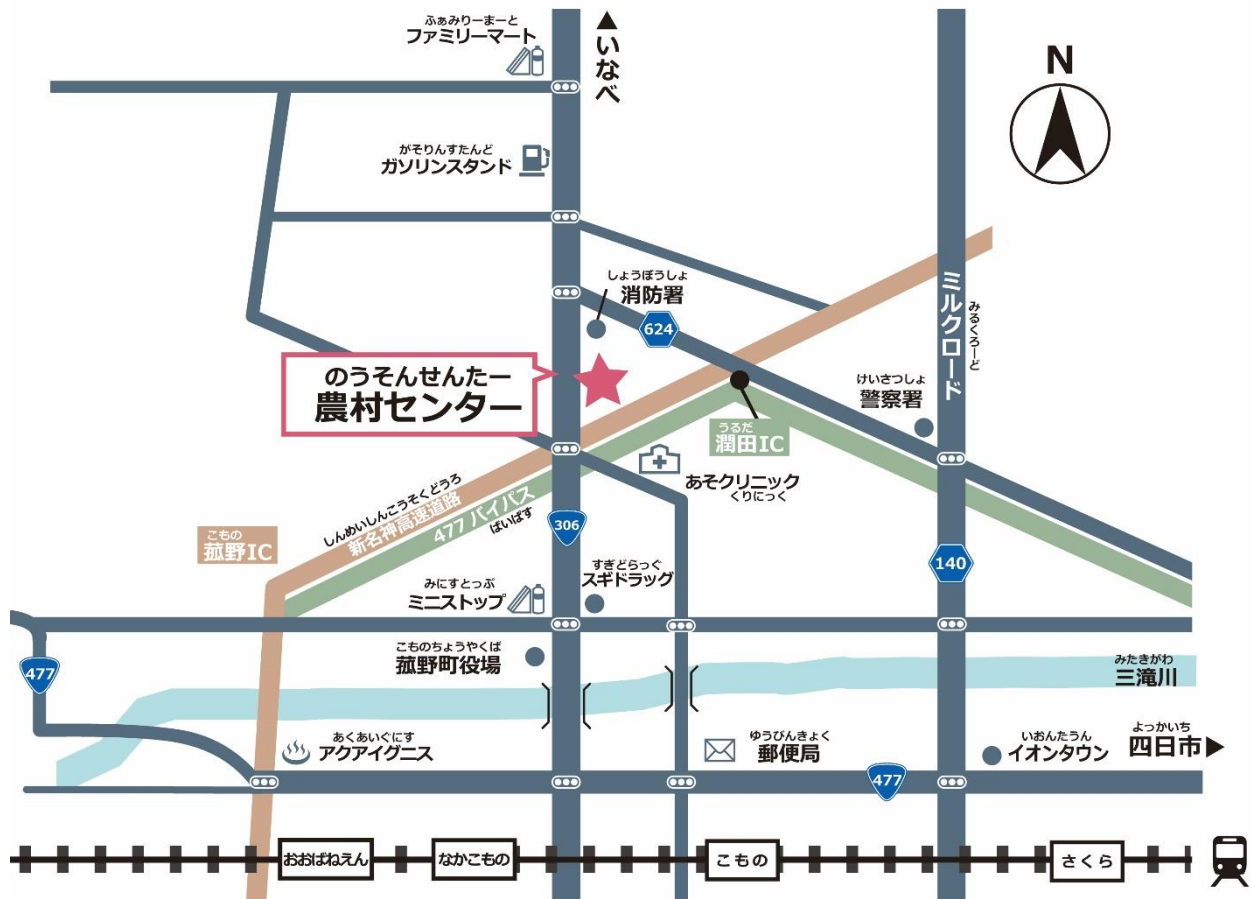 ふぁみりーまーと
ファミリーマート
▲いなべ
N
がそりんすたんど
ガソリンスタンド
しょうぼうしょ
消防署
624
ミルクロード
みるくろーど
のうそんせんたー
農村センター
けいさつしょ
警察署
うるだ
潤田IC
あそクリニック
くりにっく
しんめいしんこうそくどうろ
新名神高速道路
477 バイパス
ばいぱす
こもの
菰野IC
306
140
すぎどらっぐ
スギドラッグ
みにすとっぷ
ミニストップ
こものちょうやくば
菰野町役場
477
みたきがわ
三滝川
あくあいぐにす
アクアイグニス
ゆうびんきょく
郵便局
いおんたうん
イオンタウン
よっかいち
四日市▶
477
おおばねえん
なかこもの
こもの
さくら